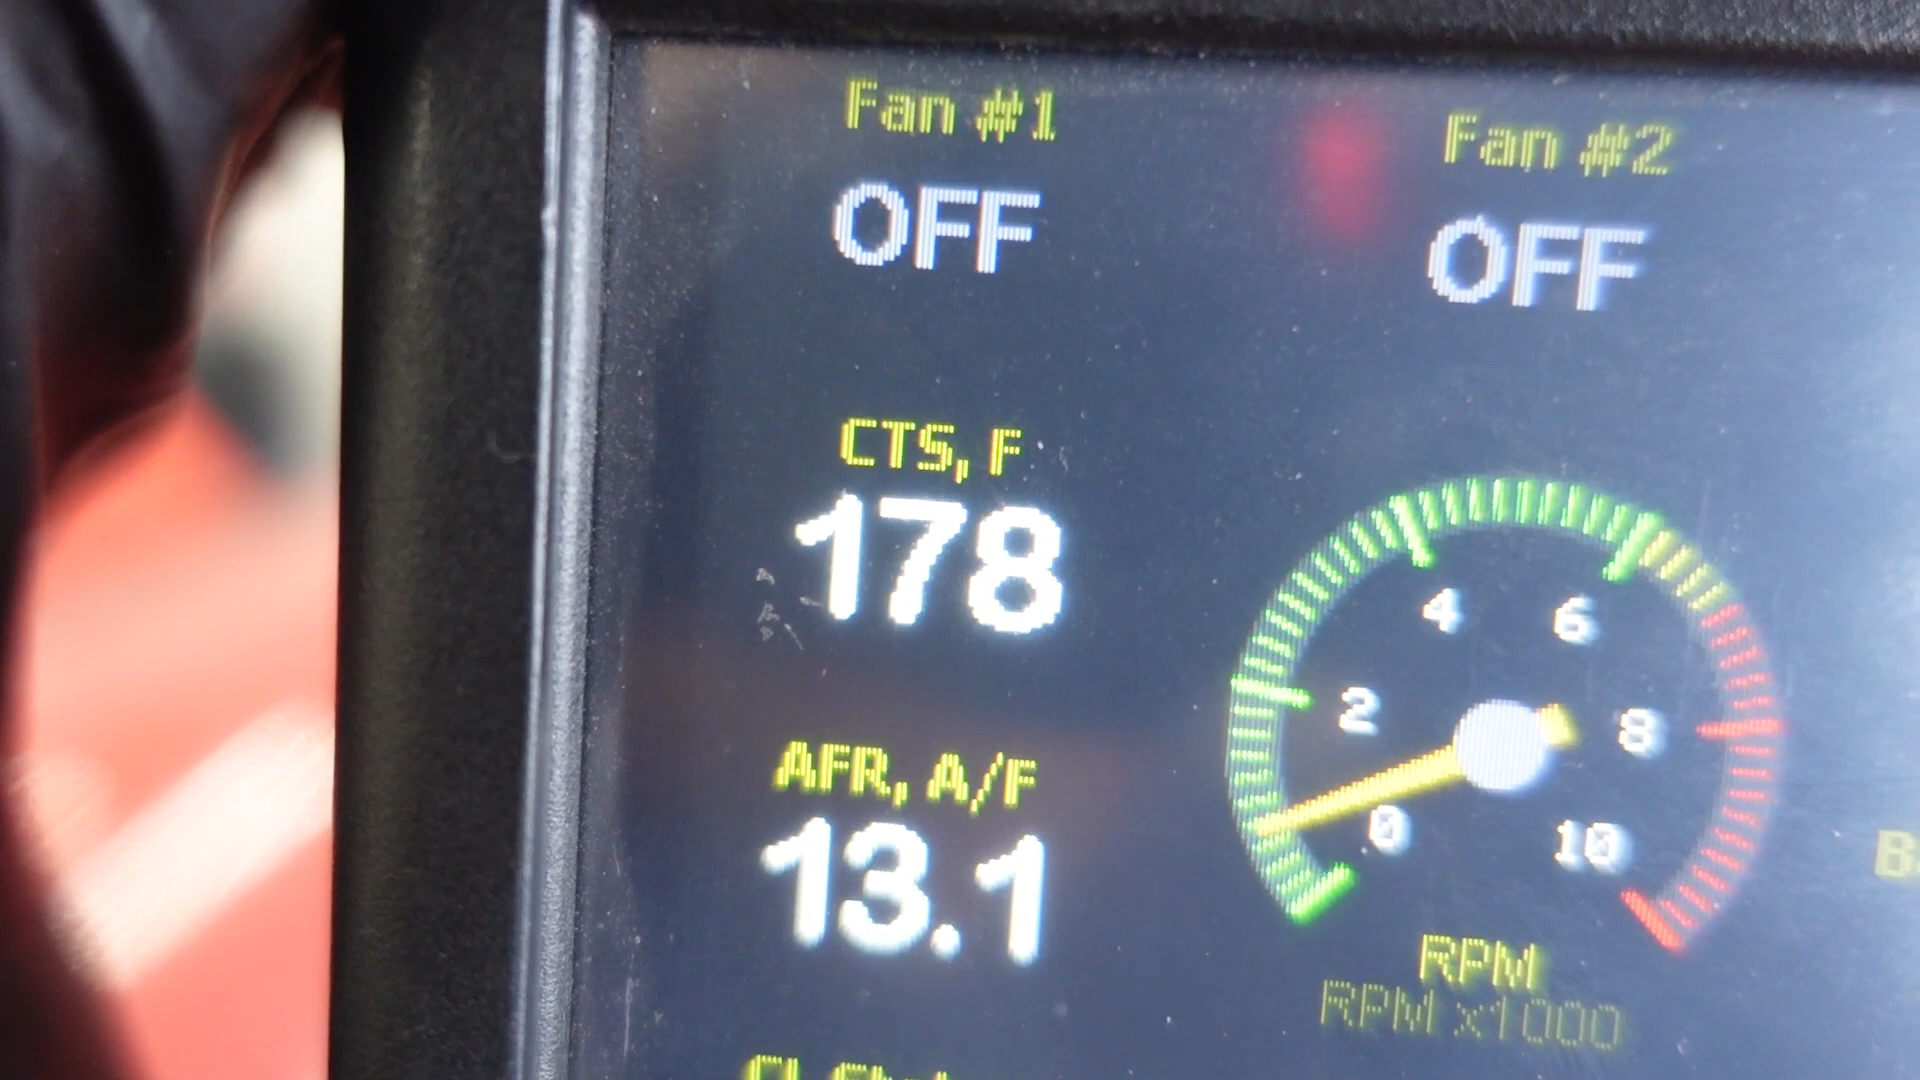 Fan #1
OFF
Fan #2
OFF
CTS, F
178
AFR, A/F
13.1
4
6
2
8
0
10
RPM
RPM x1000